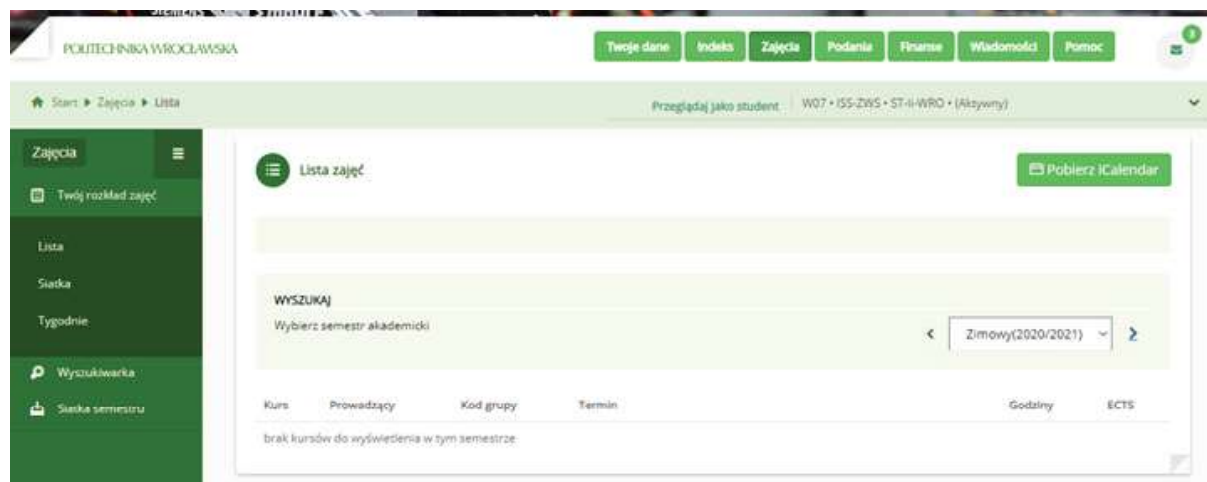 SIEMENS
POLITECHNIKA WROCŁAWSKA
Twoje dane Indeks Zajęcia Podania Finanse Wiadomości Pomoc
Start Zajęcia Lista
Przeglądaj jako student W07 • ISS-ZWS • ST-II-WRO • (Aktywny)
Zajęcia
Lista zajęć
Pobierz iCalendar
Twój rozkład zajęć
Lista
Siatka
Tygodnie
WYSZUKAJ
Wybierz semestr akademicki
Zimowy(2020/2021)
Wyszukiwarka
Siatka semestru
Kurs Prowadzący Kod grupy Termin Godziny ECTS
brak kursów do wyświetlenia w tym semestrze